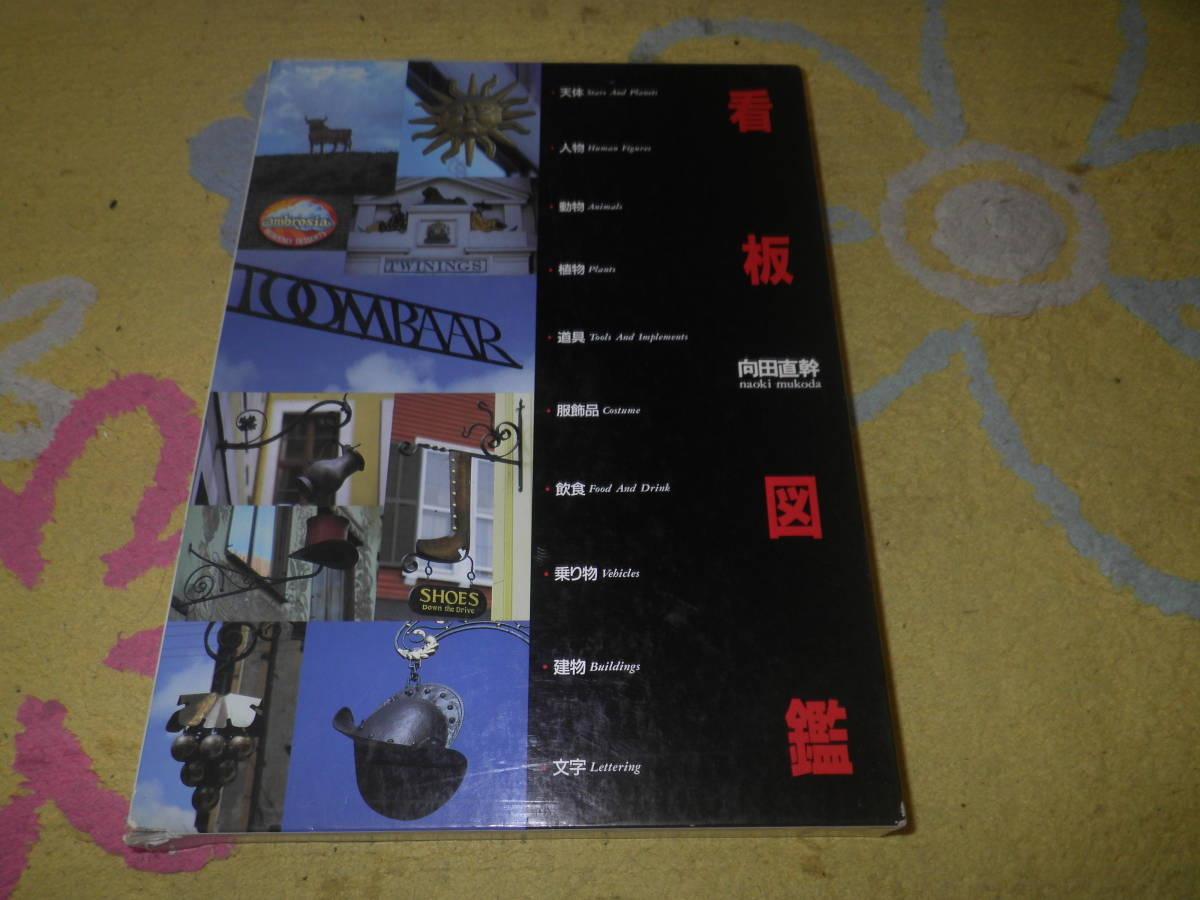 看板図鑑
向田直幹
naoki mukoda
・天体 Stars And Planets
・人物 Human Figures
・動物 Animals
・植物 Plants
・道具 Tools And Implements
・服飾品 Costume
・飲食 Food And Drink
・乗り物 Vehicles
・建物 Buildings
・文字 Lettering
ambrosia
TWININGS
LOOMBAAR
SHOES
Down the Drive